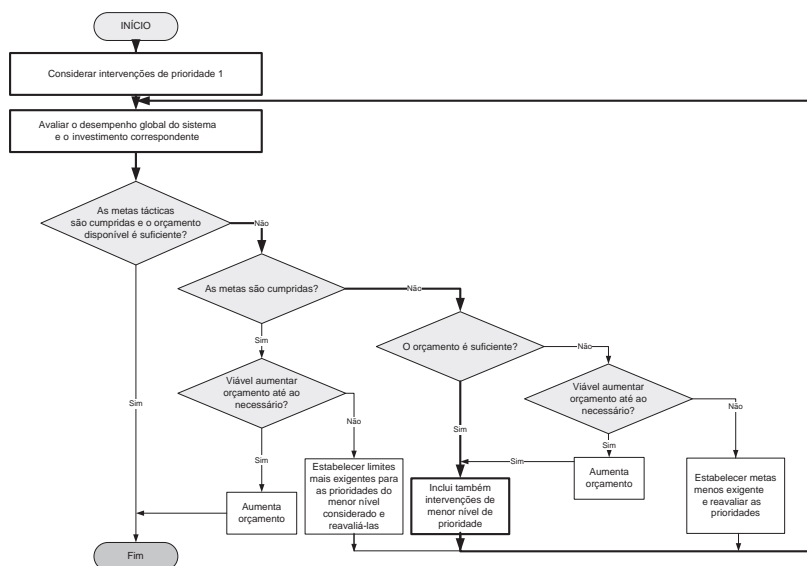 INÍCIO
Considerar intervenções de prioridade 1
Avaliar o desempenho global do sistema
e o investimento correspondente
As metas tácticas
são cumpridas e o orçamento
disponível é suficiente?
Não
As metas são cumpridas?
Não
O orçamento é suficiente?
Não
Sim
Viável aumentar
orçamento até ao
necessário?
Viável aumentar
orçamento até ao
necessário?
Sim
Não
Não
Sim
Sim
Sim
Sim
Estabelecer limites
mais exigentes para
as prioridades do
menor nível
considerado e
reavaliá-las
Inclui também
intervenções de
menor nível de
prioridade
Aumenta
orçamento
Estabelecer metas
menos exigente
e reavaliar as
prioridades
Aumenta
orçamento
Fim